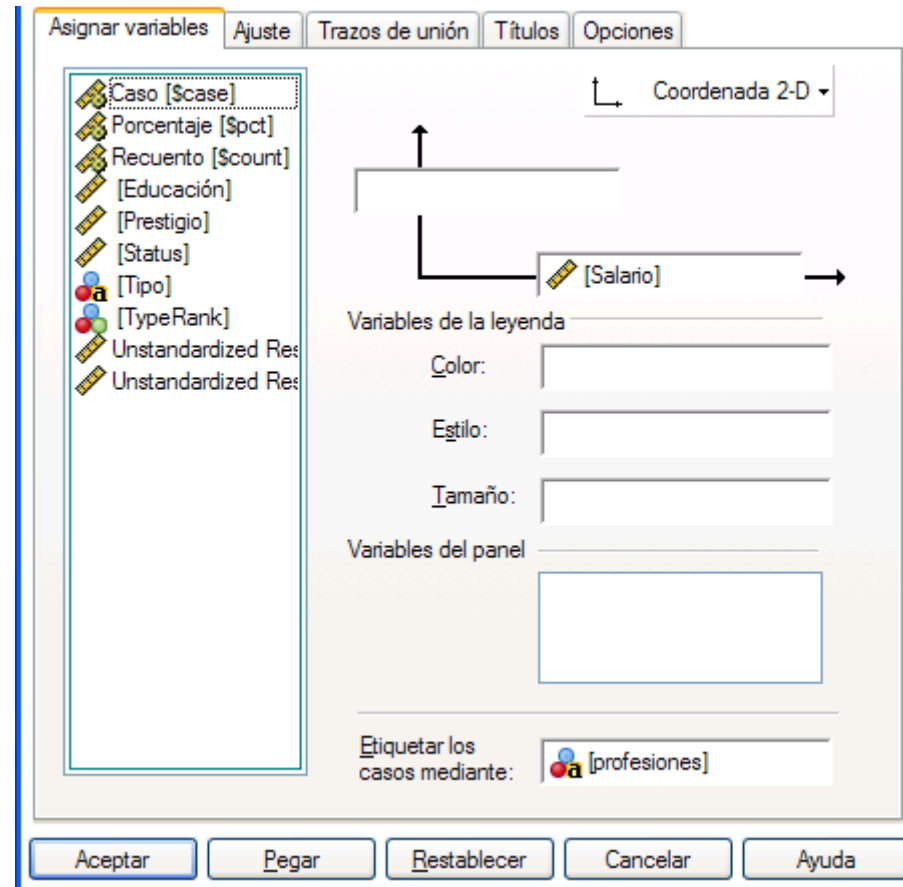 Asignar variables Ajuste Trazos de unión Títulos Opciones
Caso [$case]
Porcentaje [$pct]
Recuento [$count]
[Educación]
[Prestigio]
[Status]
[Tipo]
[TypeRank]
Unstandardized Res
Unstandardized Res
Coordenada 2-D
[Salario]
Variables de la leyenda
Color:
Estilo:
Tamaño:
Variables del panel
Etiquetar los
casos mediante:
[profesiones]
Aceptar Pegar Restablecer Cancelar Ayuda